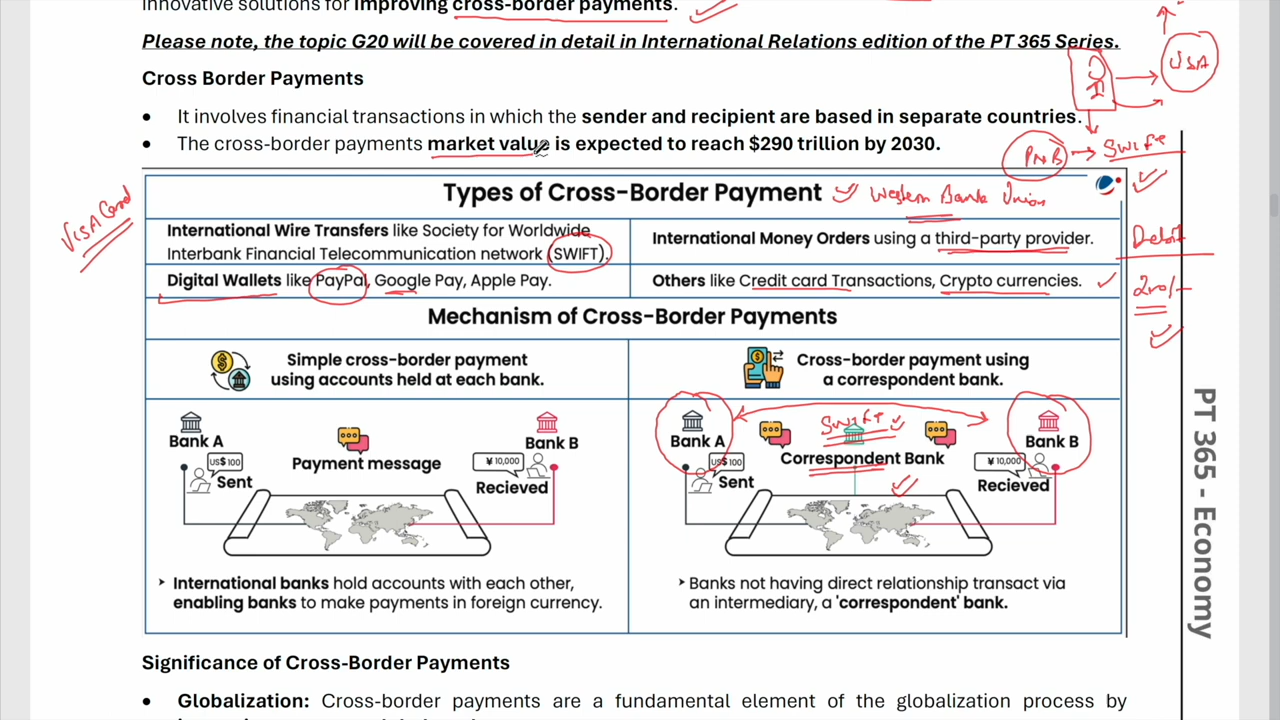 innovative solutions for improving cross-border payments.
Please note, the topic G20 will be covered in detail in International Relations edition of the PT 365 Series.
USA
Cross Border Payments
• It involves financial transactions in which the sender and recipient are based in separate countries.
• The cross-border payments market value is expected to reach $290 trillion by 2030.
PNB → Swift
Types of Cross-Border Payment
Western Bank Union
VISA Card
International Wire Transfers like Society for Worldwide
Interbank Financial Telecommunication network (SWIFT).
International Money Orders using a third-party provider.
Digital Wallets like PayPal, Google Pay, Apple Pay.
Others like Credit card Transactions, Crypto currencies.
Mechanism of Cross-Border Payments
Simple cross-border payment
using accounts held at each bank.
Cross-border payment using
a correspondent bank.
Bank A
Payment message
Bank B
US$ 100
Sent
¥ 10,000
Recieved
Bank A
Swift
Correspondent Bank
Bank B
US$ 100
Sent
¥ 10,000
Recieved
‣ International banks hold accounts with each other,
enabling banks to make payments in foreign currency.
‣ Banks not having direct relationship transact via
an intermediary, a 'correspondent' bank.
PT 365 - Economy
Significance of Cross-Border Payments
• Globalization: Cross-border payments are a fundamental element of the globalization process by